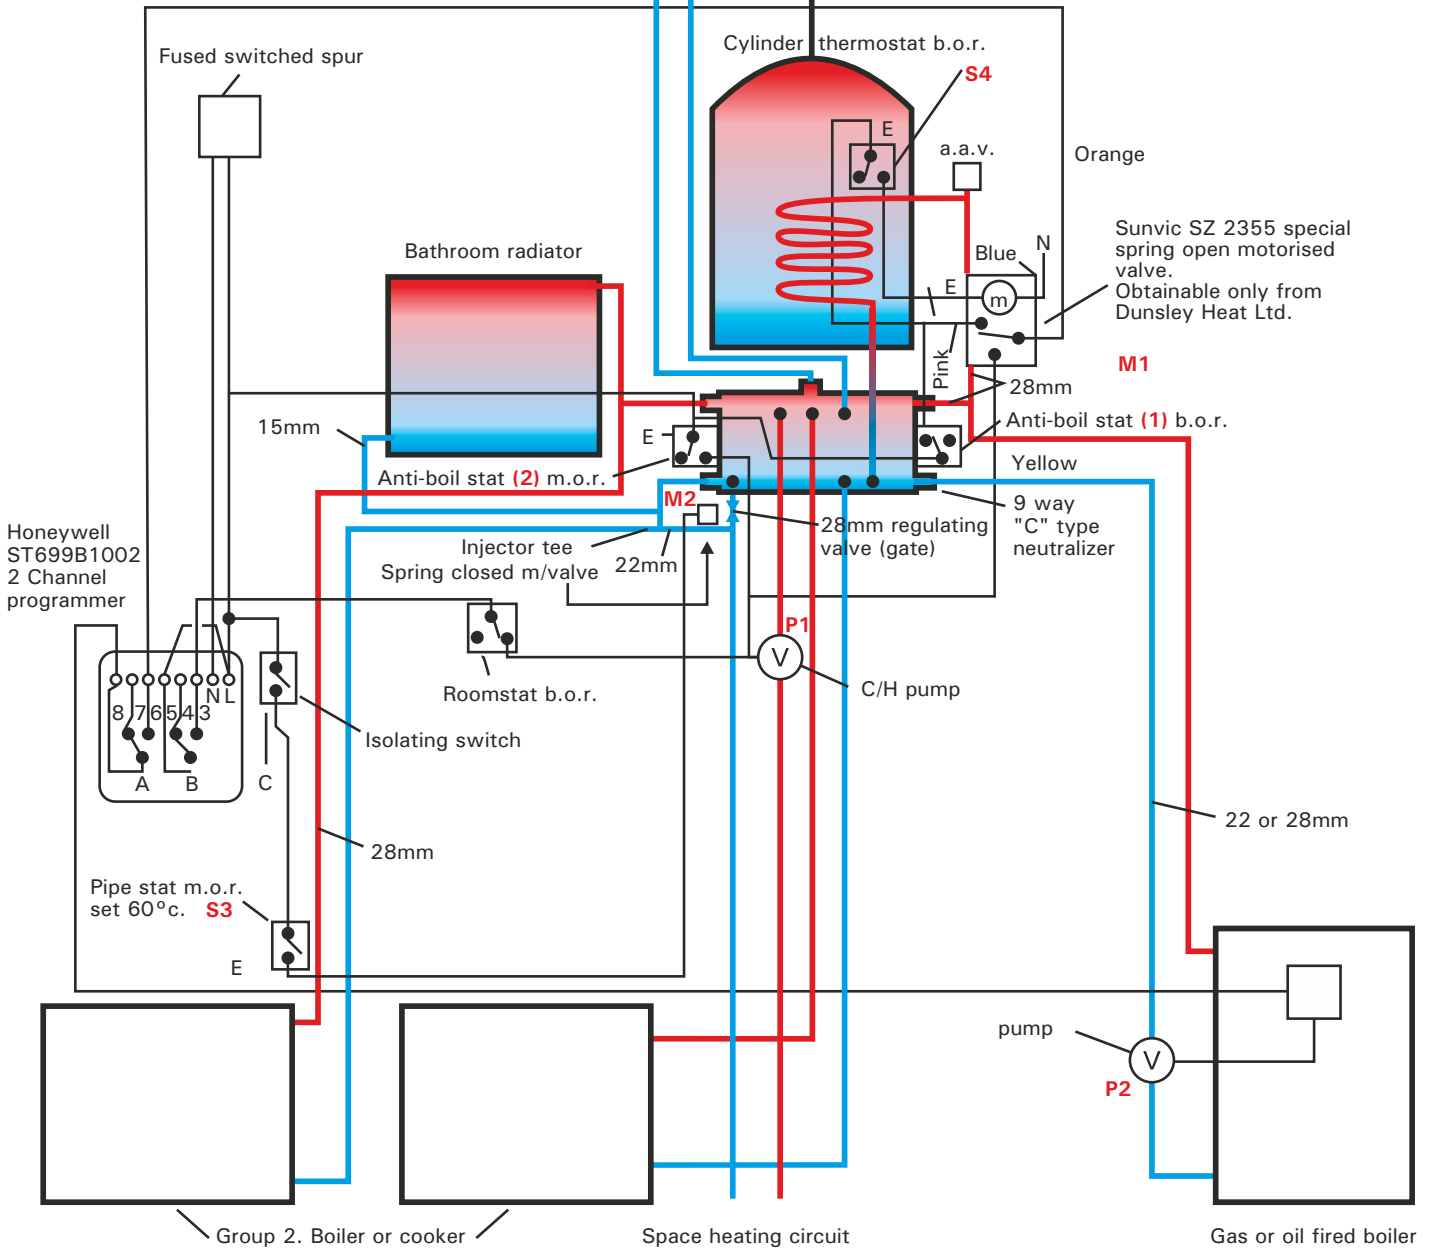 Cylinder thermostat b.o.r.
S4
Fused switched spur
E
a.a.v.
Orange
Sunvic SZ 2355 special
spring open motorised
valve.
Obtainable only from
Dunsley Heat Ltd.
Bathroom radiator
Blue
N
E
m
Pink
M1
28mm
15mm
E
Anti-boil stat (1) b.o.r.
Anti-boil stat (2) m.o.r.
Yellow
M2
9 way
"C" type
neutralizer
Honeywell
ST699B1002
2 Channel
programmer
28mm regulating
valve (gate)
Injector tee
22mm
Spring closed m/valve
P1
V
C/H pump
Roomstat b.o.r.
N L
8 7 6 5 4 3
Isolating switch
A
B
C
22 or 28mm
28mm
Pipe stat m.o.r.
set 60°c. S3
E
pump
V
P2
Group 2. Boiler or cooker
Space heating circuit
Gas or oil fired boiler